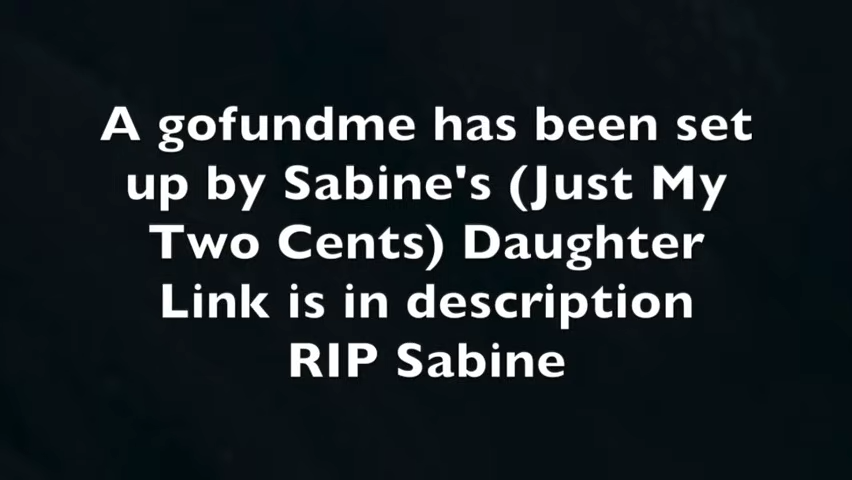 A gofundme has been set
up by Sabine's (Just My
Two Cents) Daughter
Link is in description
RIP Sabine